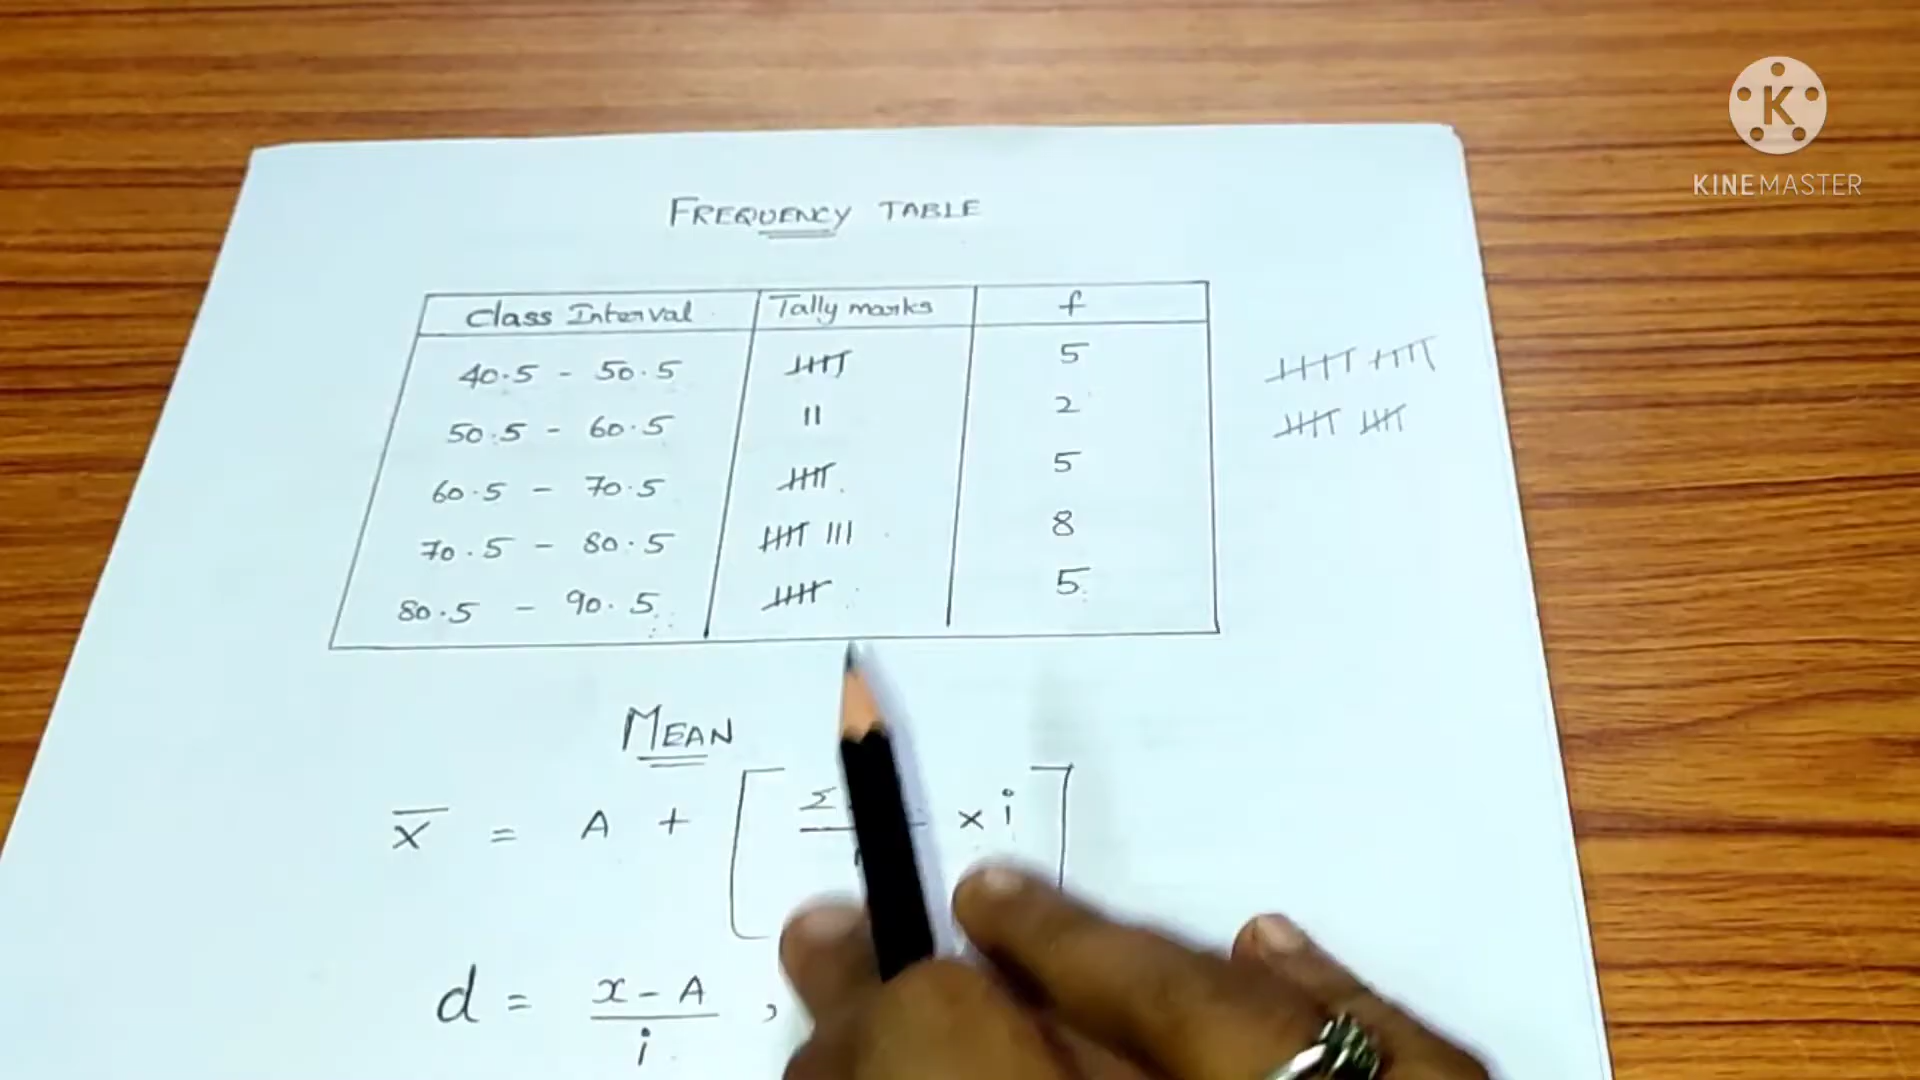 KINEMASTER
FREQUENCY TABLE
Class Interval Tally marks f
40.5 - 50.5 5
50.5 - 60.5 || 2
60.5 - 70.5 5
70.5 - 80.5 ||| 8
80.5 - 90.5 5
MEAN
x̄ = A + [ Σ × i ]
d = x - A ,
i